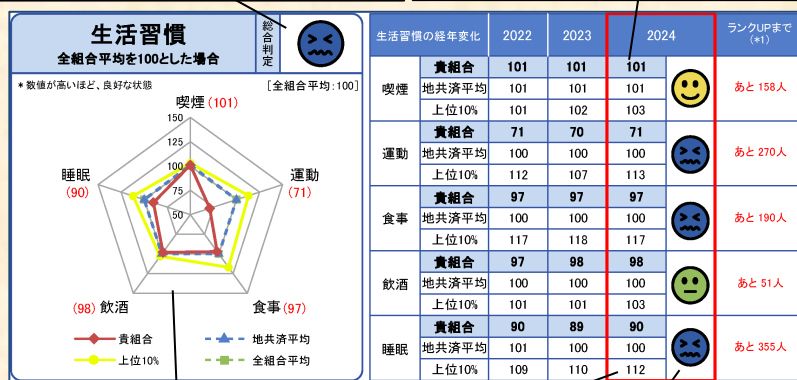 生活習慣
全組合平均を100とした場合
総合判定
*数値が高いほど、良好な状態
[全組合平均:100]
喫煙(101)
150
125
100
75
50
睡眠
(90)
運動
(71)
(98)飲酒
食事(97)
貴組合
地共済平均
上位10%
全組合平均
生活習慣の経年変化 2022 2023 2024 ランクUPまで
(*1)
喫煙
貴組合 101 101 101
地共済平均 101 101 101
上位10% 101 102 103
あと158人
運動
貴組合 71 70 71
地共済平均 100 100 100
上位10% 112 107 113
あと270人
食事
貴組合 97 97 97
地共済平均 100 100 100
上位10% 117 118 117
あと190人
飲酒
貴組合 97 98 98
地共済平均 100 100 100
上位10% 101 101 103
あと51人
睡眠
貴組合 90 89 90
地共済平均 101 100 100
上位10% 109 110 112
あと355人